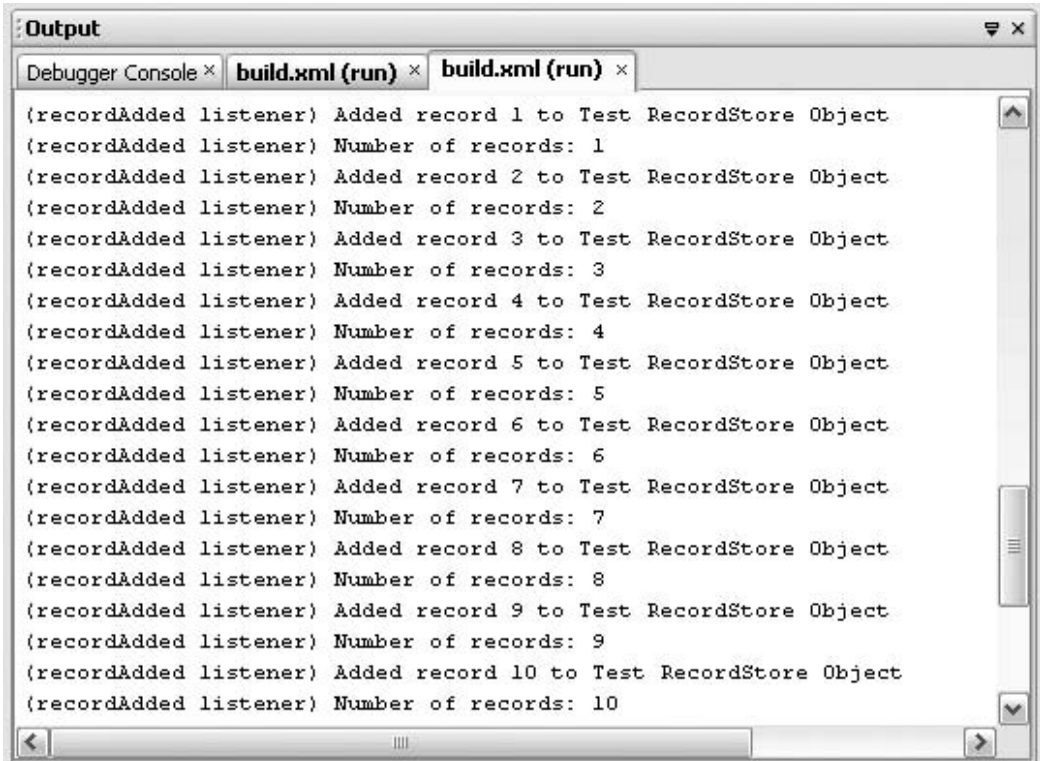 Output
Debugger Console build.xml (run) build.xml (run)
(recordAdded listener) Added record 1 to Test RecordStore Object
(recordAdded listener) Number of records: 1
(recordAdded listener) Added record 2 to Test RecordStore Object
(recordAdded listener) Number of records: 2
(recordAdded listener) Added record 3 to Test RecordStore Object
(recordAdded listener) Number of records: 3
(recordAdded listener) Added record 4 to Test RecordStore Object
(recordAdded listener) Number of records: 4
(recordAdded listener) Added record 5 to Test RecordStore Object
(recordAdded listener) Number of records: 5
(recordAdded listener) Added record 6 to Test RecordStore Object
(recordAdded listener) Number of records: 6
(recordAdded listener) Added record 7 to Test RecordStore Object
(recordAdded listener) Number of records: 7
(recordAdded listener) Added record 8 to Test RecordStore Object
(recordAdded listener) Number of records: 8
(recordAdded listener) Added record 9 to Test RecordStore Object
(recordAdded listener) Number of records: 9
(recordAdded listener) Added record 10 to Test RecordStore Object
(recordAdded listener) Number of records: 10